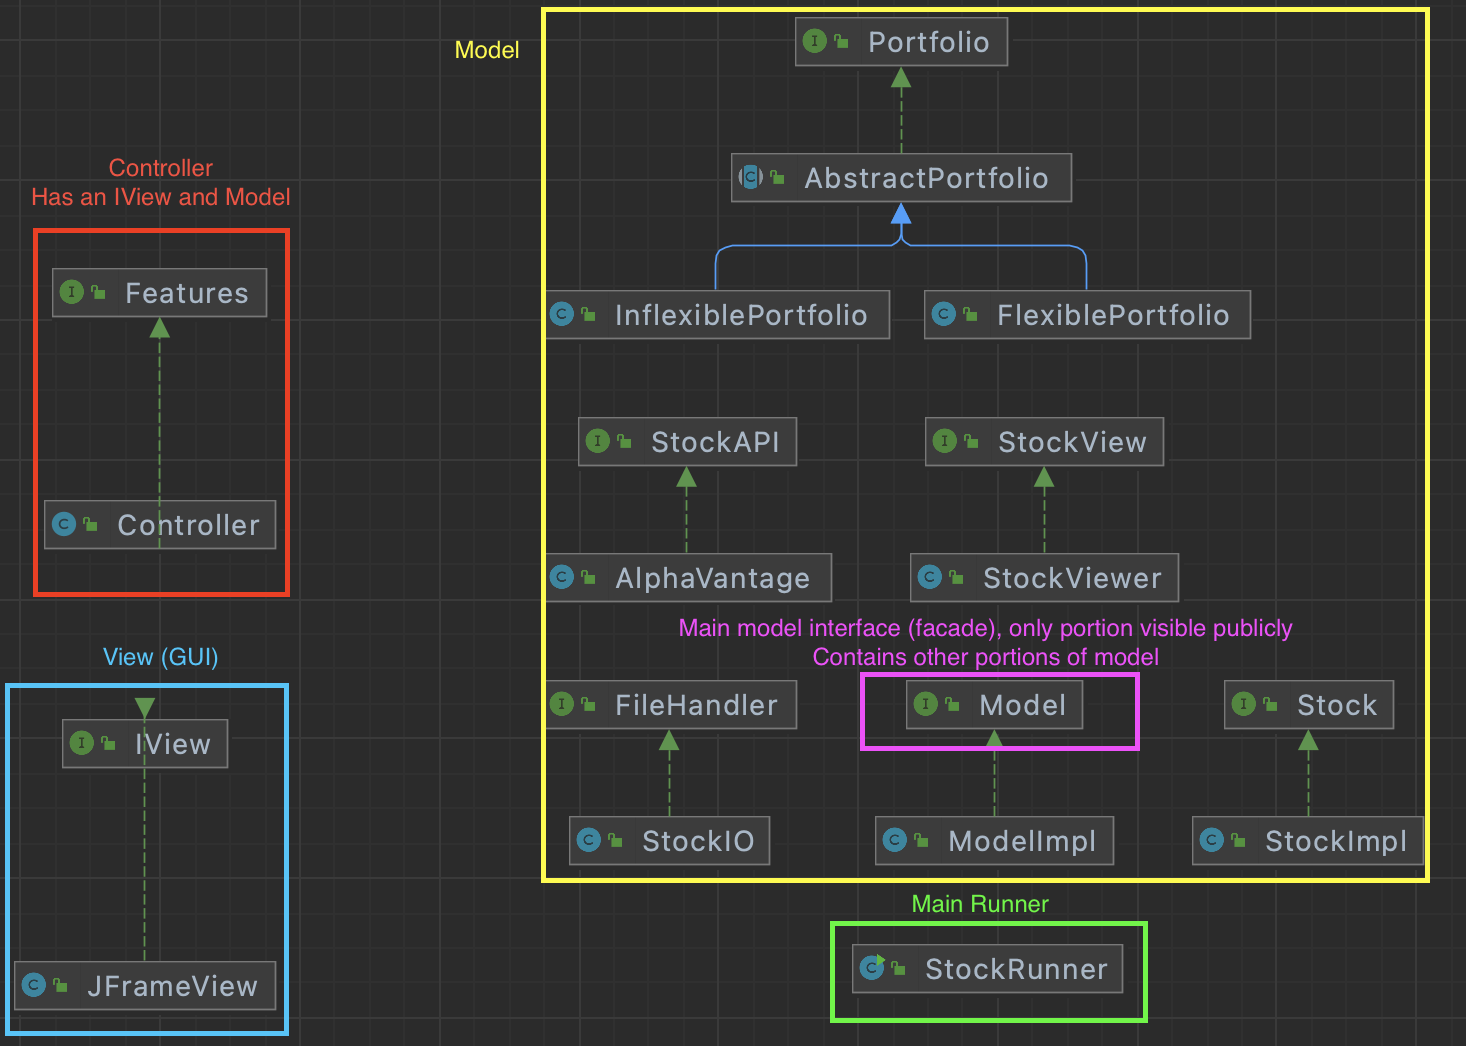 Model
Portfolio
AbstractPortfolio
InflexiblePortfolio
FlexiblePortfolio
StockAPI
StockView
AlphaVantage
StockViewer
Main model interface (facade), only portion visible publicly
Contains other portions of model
FileHandler
Model
Stock
StockIO
ModelImpl
StockImpl
Main Runner
StockRunner
Controller
Has an IView and Model
Features
Controller
View (GUI)
IView
JFrameView